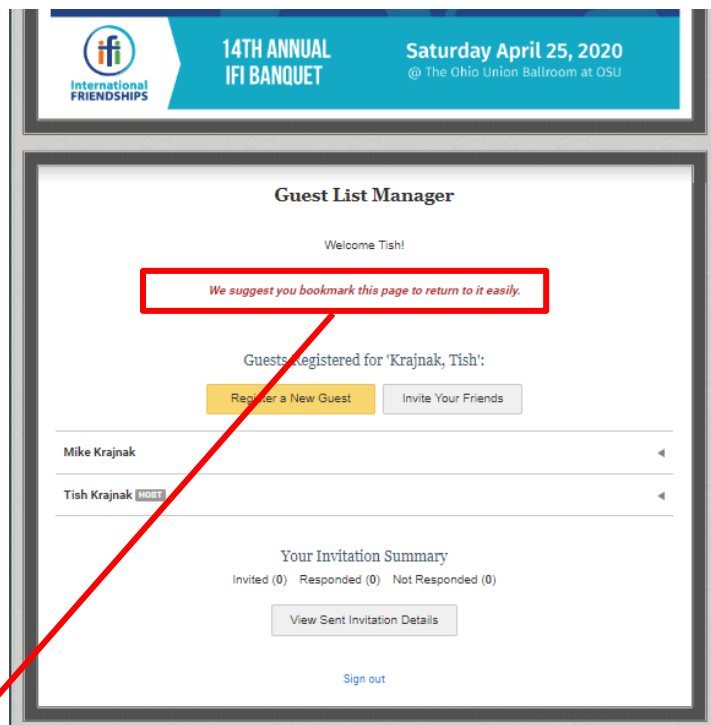 ifi
International
FRIENDSHIPS
14TH ANNUAL
IFI BANQUET
Saturday April 25, 2020
@ The Ohio Union Ballroom at OSU
Guest List Manager
Welcome Tish!
We suggest you bookmark this page to return to it easily.
Guests Registered for 'Krajnak, Tish':
Register a New Guest Invite Your Friends
Mike Krajnak
Tish Krajnak HOST
Your Invitation Summary
Invited (0) Responded (0) Not Responded (0)
View Sent Invitation Details
Sign out